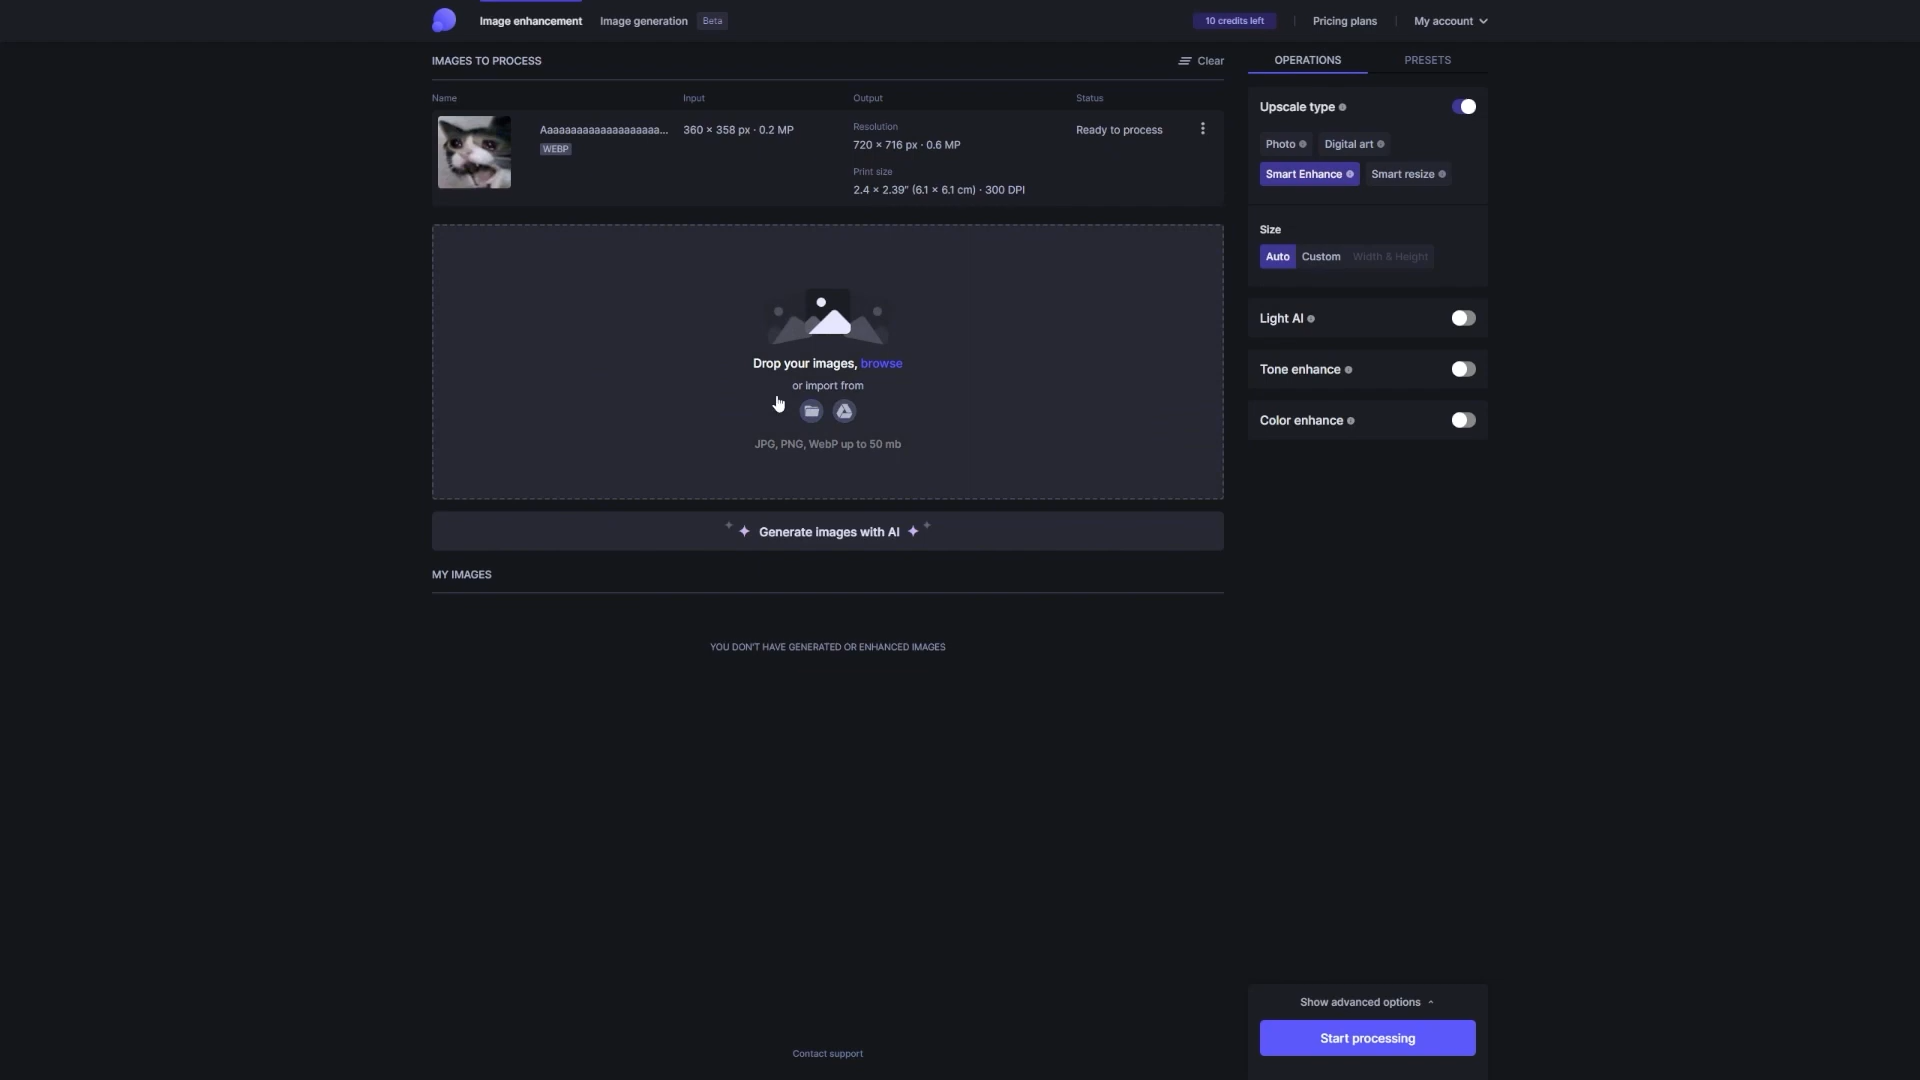 Image enhancement
Image generation
Beta
10 credits left
Pricing plans
My account
IMAGES TO PROCESS
Clear
Name
Input
Output
Status
Aaaaaaaaaaaaaaaaaaaa...
WEBP
360 × 358 px · 0.2 MP
Resolution
720 × 716 px · 0.6 MP
Print size
2.4 × 2.39” (6.1 × 6.1 cm) · 300 DPI
Ready to process
Drop your images, browse
or import from
JPG, PNG, WebP up to 50 mb
Generate images with AI
MY IMAGES
YOU DON'T HAVE GENERATED OR ENHANCED IMAGES
Contact support
OPERATIONS
PRESETS
Upscale type
Photo
Digital art
Smart Enhance
Smart resize
Size
Auto
Custom
Width & Height
Light AI
Tone enhance
Color enhance
Show advanced options
Start processing